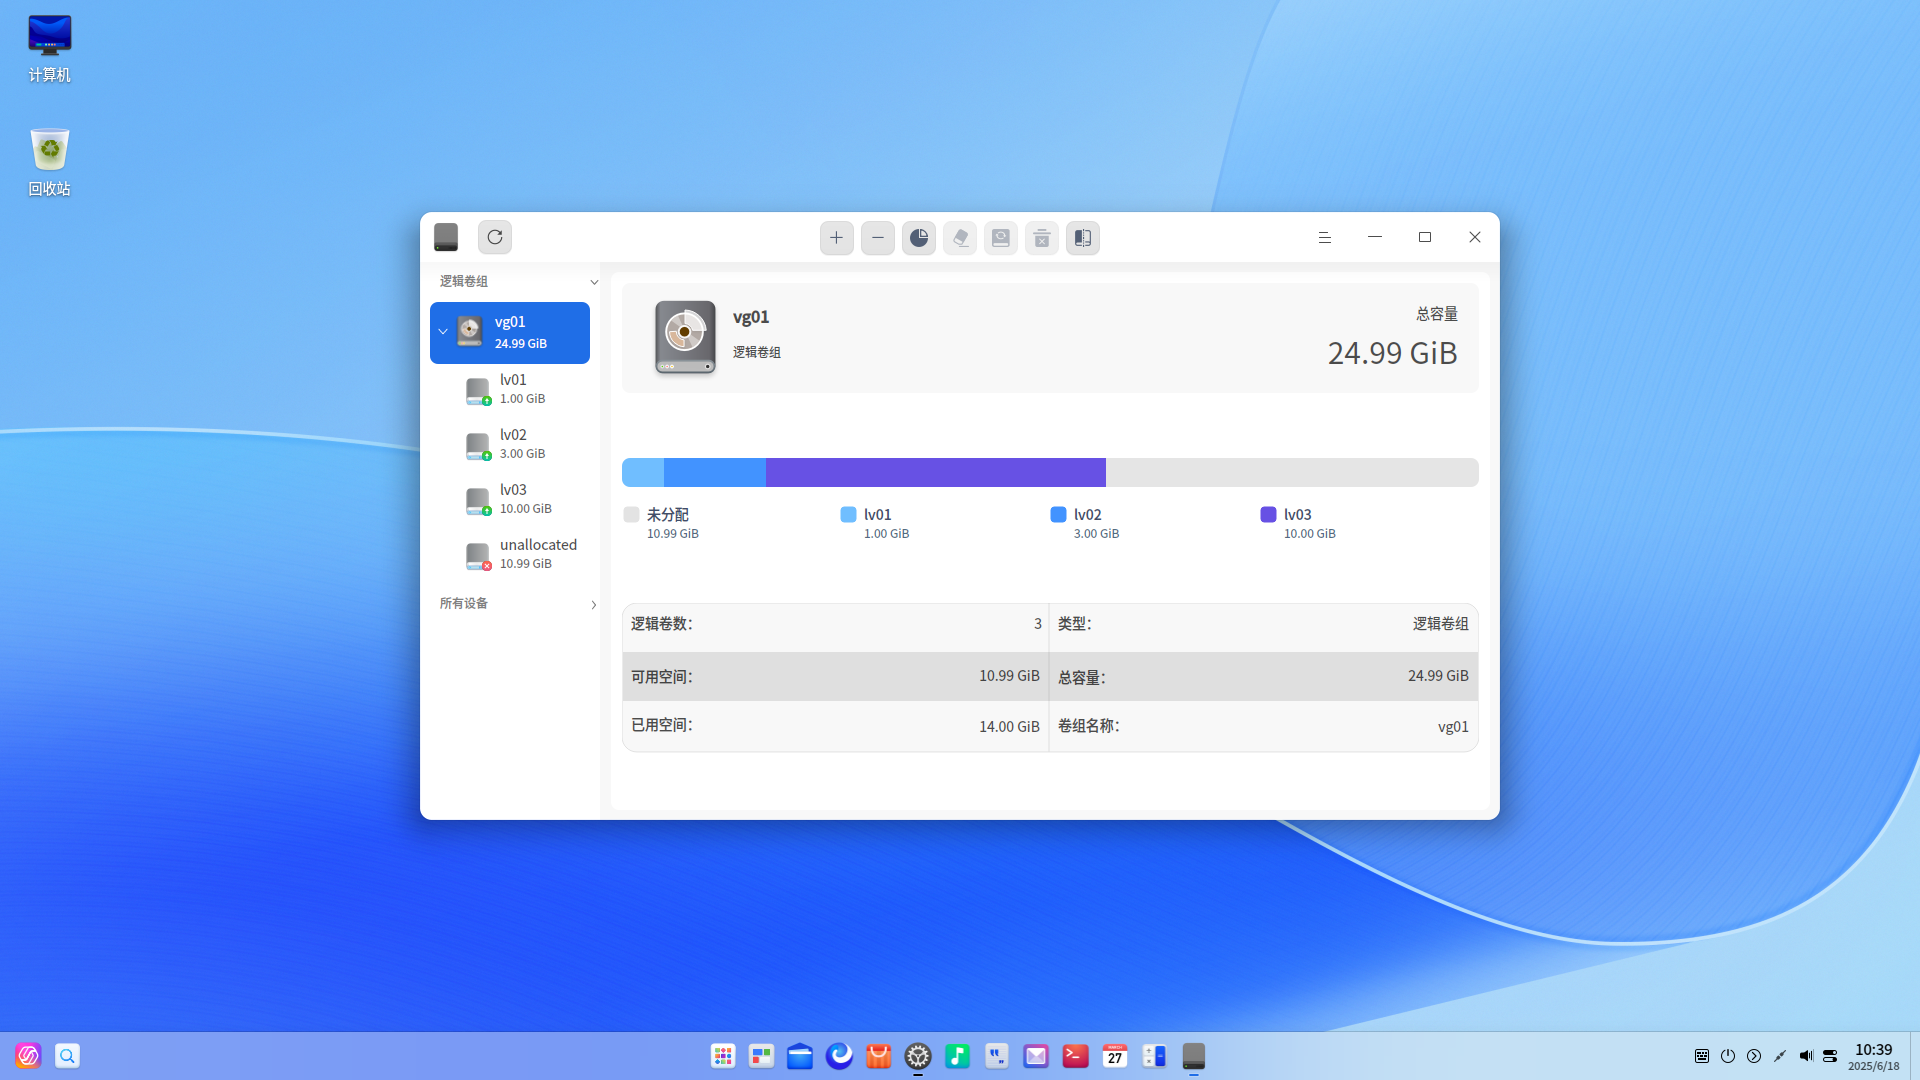 计算机
回收站
逻辑卷组
vg01
24.99 GiB
lv01
1.00 GiB
lv02
3.00 GiB
lv03
10.00 GiB
unallocated
10.99 GiB
所有设备
vg01
逻辑卷组
总容量
24.99 GiB
未分配
10.99 GiB
lv01
1.00 GiB
lv02
3.00 GiB
lv03
10.00 GiB
逻辑卷数： 3 类型： 逻辑卷组
可用空间： 10.99 GiB 总容量： 24.99 GiB
已用空间： 14.00 GiB 卷组名称： vg01
MARCH
27
10:39
2025/6/18